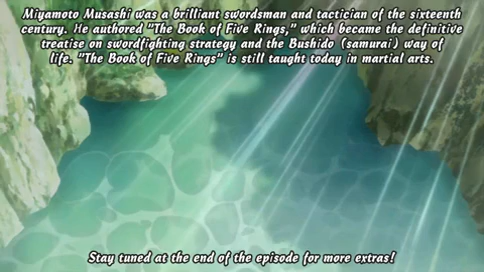 Miyamoto Musashi was a brilliant swordsman and tactician of the sixteenth
century. He authored "The Book of Five Rings," which became the definitive
treatise on swordfighting strategy and the Bushido (samurai) way of
life. "The Book of Five Rings" is still taught today in martial arts.
Stay tuned at the end of the episode for more extras!